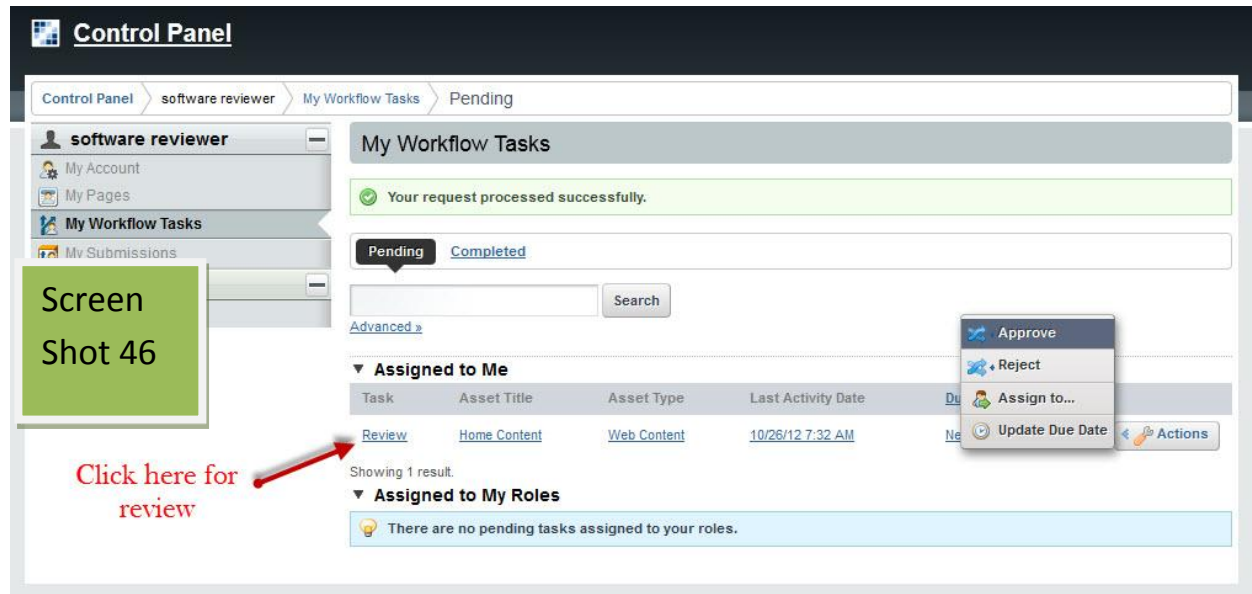 Control Panel
Control Panel software reviewer My Workflow Tasks Pending
software reviewer
My Account
My Pages
My Workflow Tasks
My Submissions
Screen
Shot 46
My Workflow Tasks
Your request processed successfully.
Pending Completed
Search
Advanced »
Assigned to Me
Task Asset Title Asset Type Last Activity Date
Review Home Content Web Content 10/26/12 7:32 AM
Approve
Reject
Assign to...
Update Due Date
Actions
Showing 1 result.
Assigned to My Roles
There are no pending tasks assigned to your roles.
Click here for
review